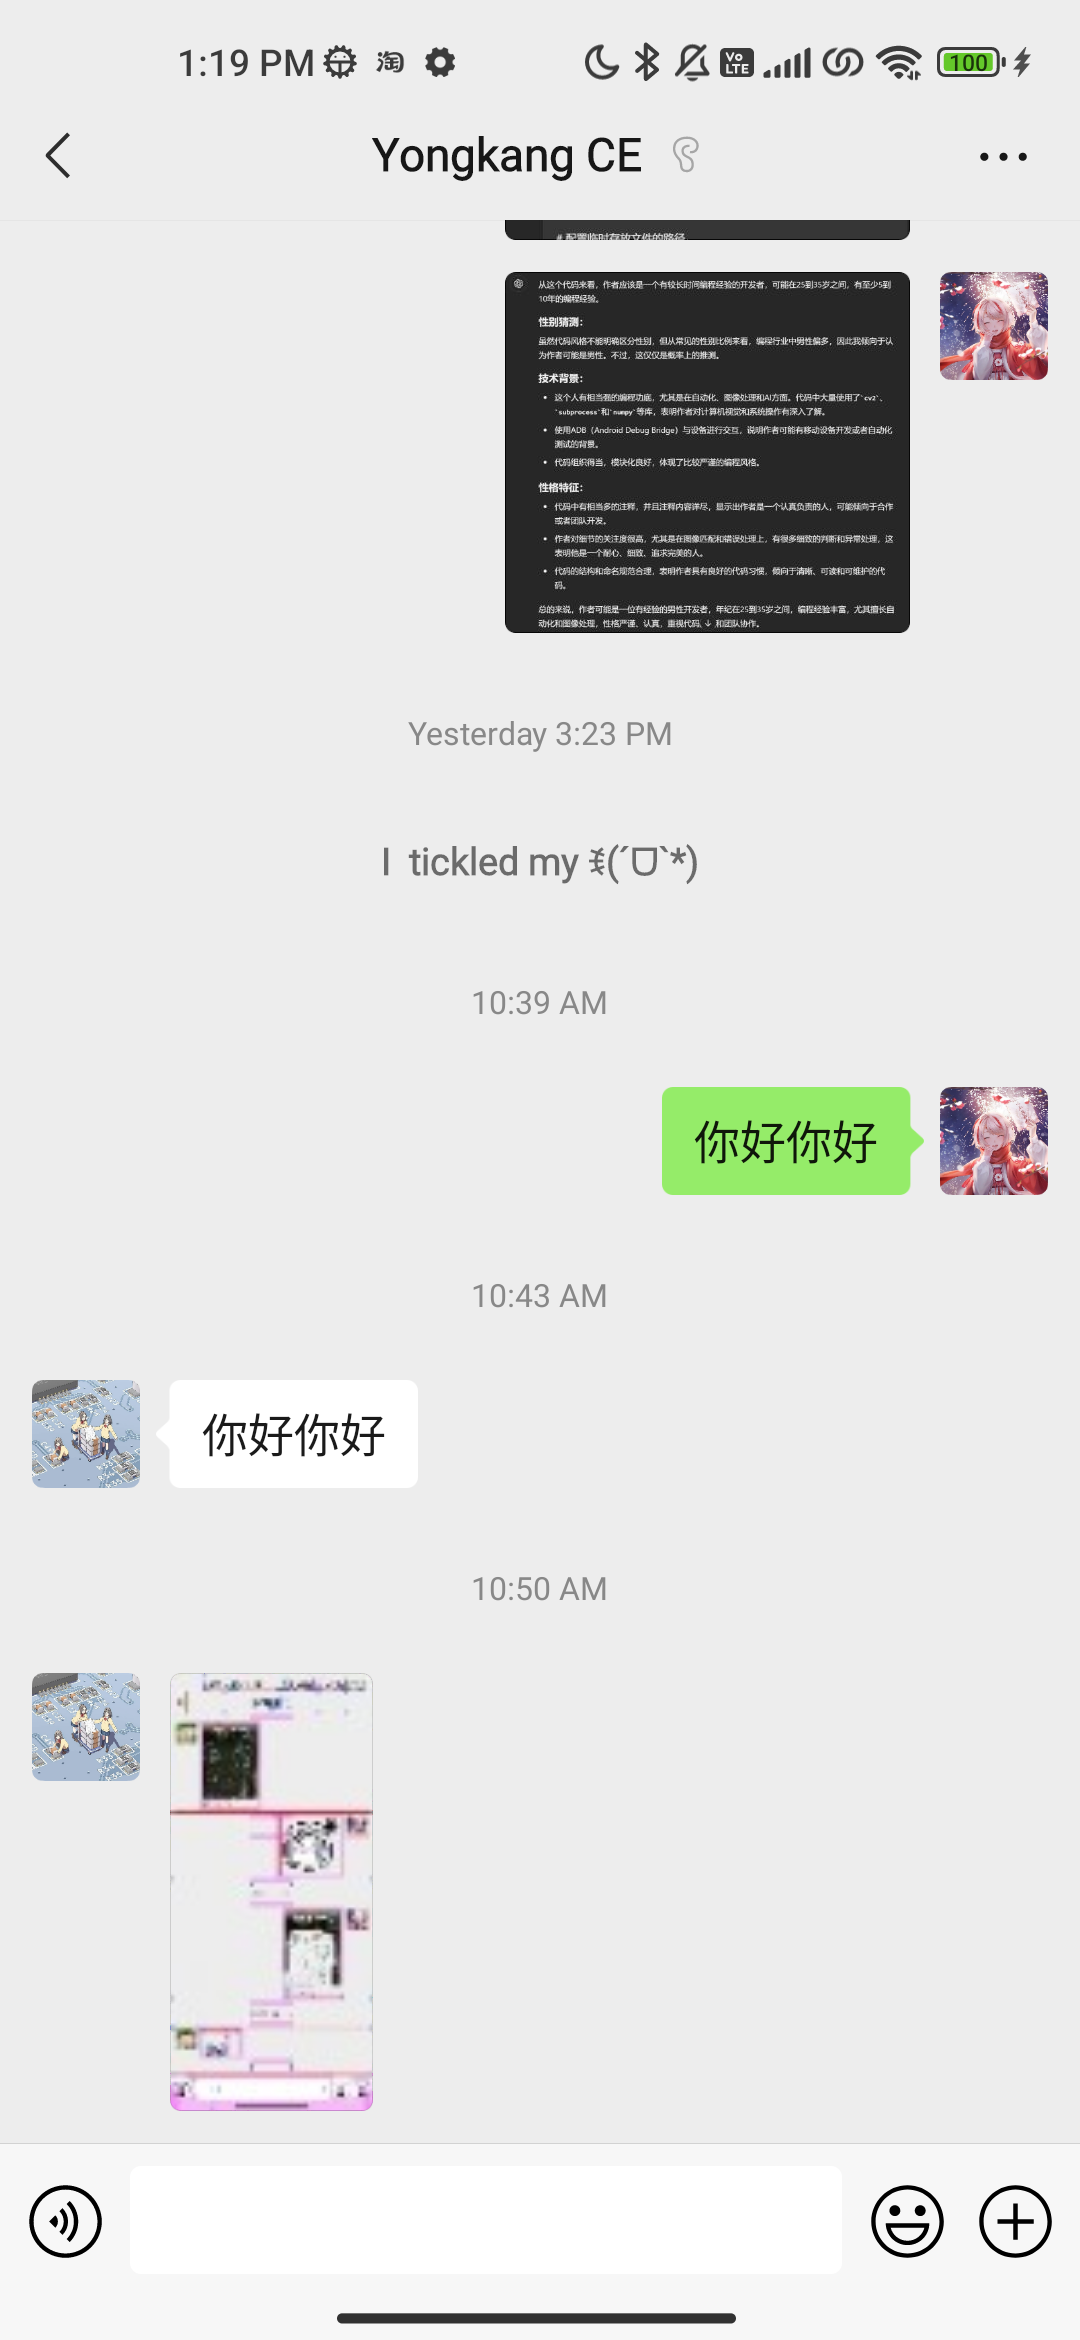 1:19 PM 淘 Vo LTE 100
Yongkang CE
# 配置临时存放文件的路径
从这个代码来看，作者应该是一个有较长时间编程经验的开发者，可能在25到35岁之间，有至少5到
10年的编程经验。
性别猜测：
虽然代码风格不能明确区分性别，但从常见的性别比例来看，编程行业中男性偏多，因此我倾向于认
为作者可能是男性。不过，这仅仅是概率上的推测。
技术背景：
• 这个人有相当强的编程功底，尤其是在自动化、图像处理和AI方面。代码中大量使用了`cv2`、
`subprocess`和`numpy`等库，表明作者对计算机视觉和系统操作有深入了解。
• 使用ADB（Android Debug Bridge）与设备进行交互，说明作者可能有移动设备开发或者自动化
测试的背景。
• 代码组织得当，模块化良好，体现了比较严谨的编程风格。
性格特征：
• 代码中有相当多的注释，并且注释内容详尽，显示出作者是一个认真负责的人，可能倾向于合作
或者团队开发。
• 作者对细节的关注度很高，尤其是在图像匹配和错误处理上，有很多细致的判断和异常处理，这
表明他是一个耐心、细致、追求完美的人。
• 代码的结构和命名规范合理，表明作者具有良好的代码习惯，倾向于清晰、可读和可维护的代
码。
总的来说，作者可能是一位有经验的男性开发者，年纪在25到35岁之间，编程经验丰富，尤其擅长自
动化和图像处理，性格严谨、认真，重视代码 和团队协作。
Yesterday 3:23 PM
I tickled my ꉂ(ˊᗜˋ*)
10:39 AM
你好你好
10:43 AM
你好你好
10:50 AM